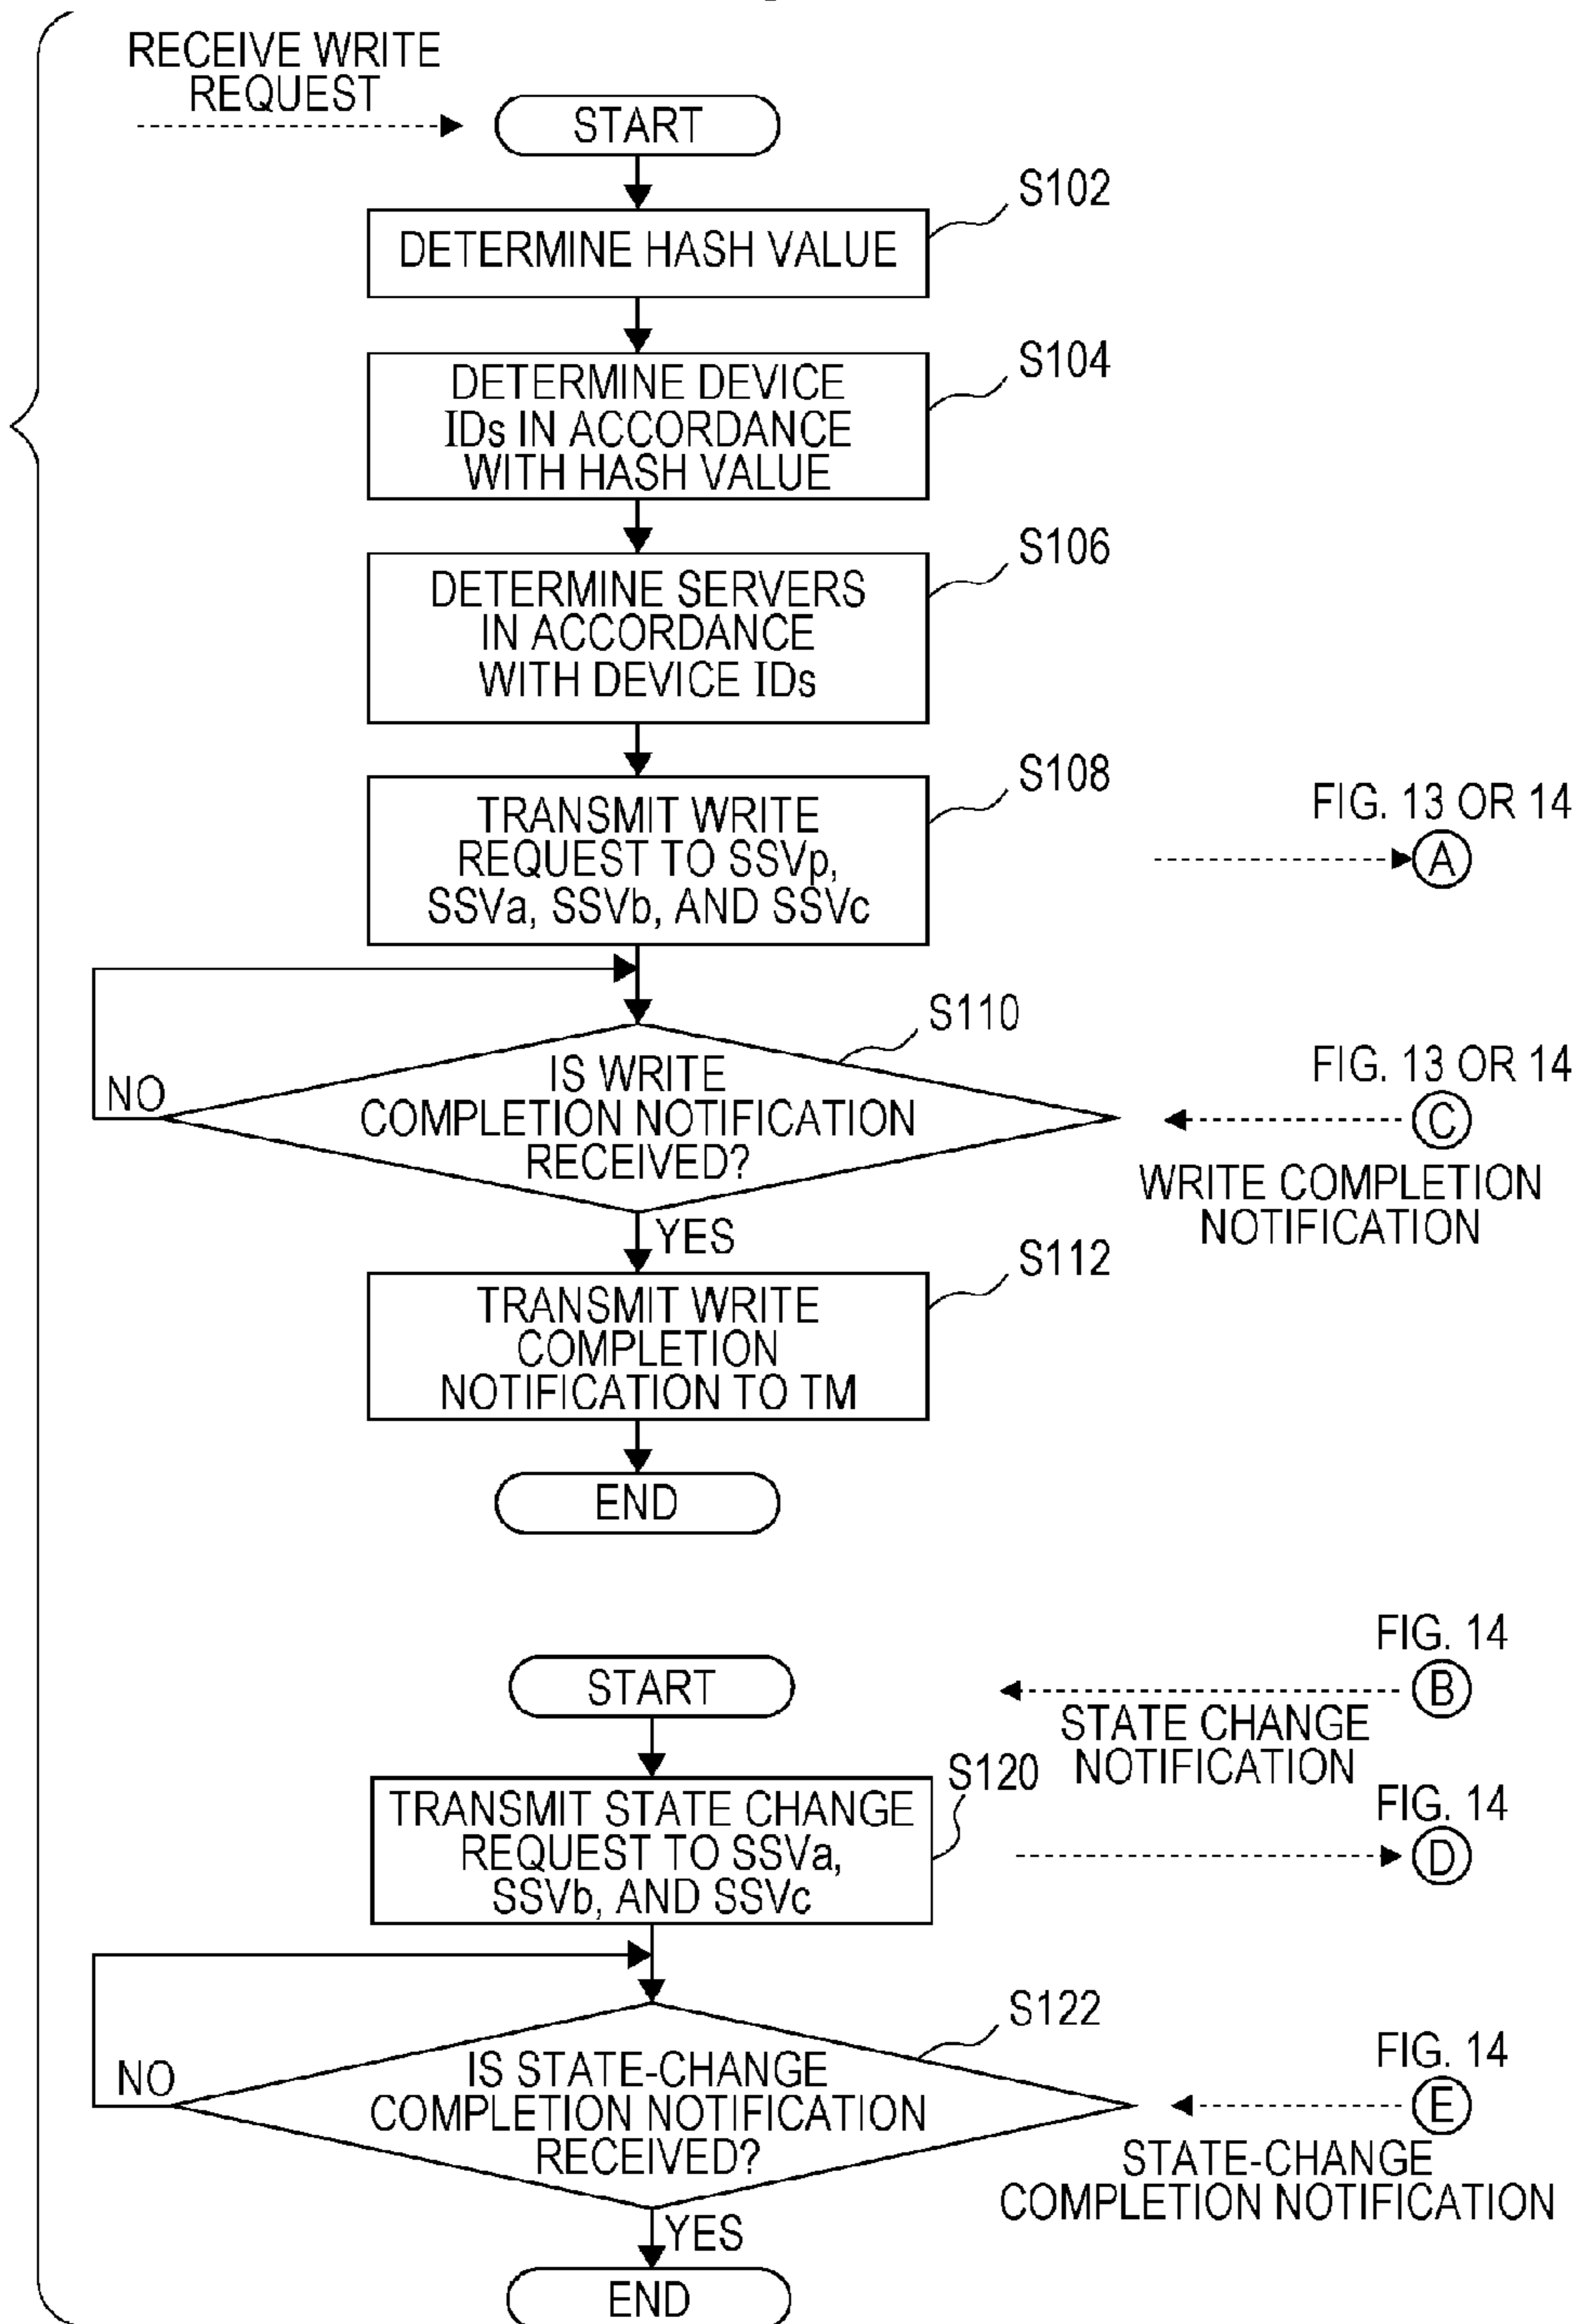 RECEIVE WRITE
REQUEST
START
S102
DETERMINE HASH VALUE
S104
DETERMINE DEVICE
IDs IN ACCORDANCE
WITH HASH VALUE
S106
DETERMINE SERVERS
IN ACCORDANCE
WITH DEVICE IDs
S108
TRANSMIT WRITE
REQUEST TO SSVp,
SSVa, SSVb, AND SSVc
FIG. 13 OR 14
A
S110
IS WRITE
COMPLETION NOTIFICATION
RECEIVED?
NO
FIG. 13 OR 14
C
WRITE COMPLETION
NOTIFICATION
YES
S112
TRANSMIT WRITE
COMPLETION
NOTIFICATION TO TM
END
FIG. 14
B
START
STATE CHANGE
NOTIFICATION
S120
TRANSMIT STATE CHANGE
REQUEST TO SSVa,
SSVb, AND SSVc
FIG. 14
D
S122
IS STATE-CHANGE
COMPLETION NOTIFICATION
RECEIVED?
NO
FIG. 14
E
STATE-CHANGE
COMPLETION NOTIFICATION
YES
END